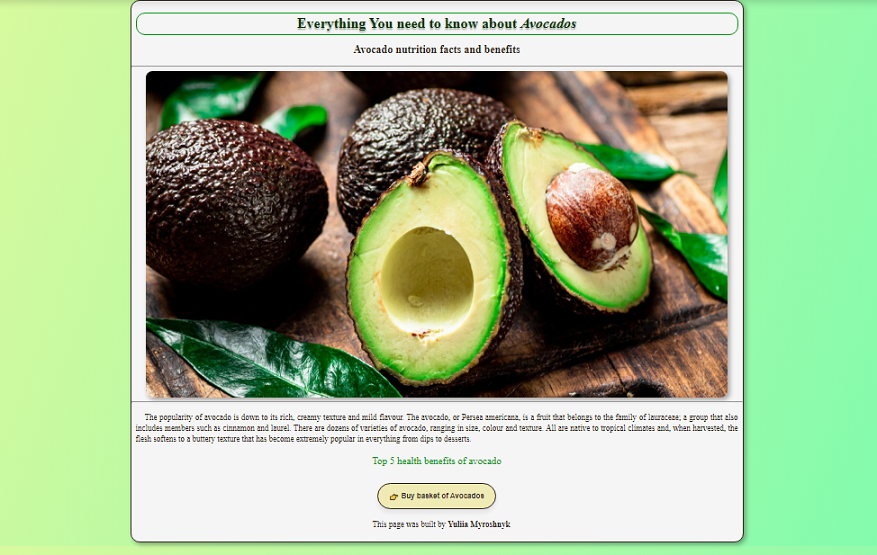 Everything You need to know about Avocados
Avocado nutrition facts and benefits
The popularity of avocado is down to its rich, creamy texture and mild flavour. The avocado, or Persea americana, is a fruit that belongs to the family of lauraceae; a group that also
includes members such as cinnamon and laurel. There are dozens of varieties of avocado, ranging in size, colour and texture. All are native to tropical climates and, when harvested, the
flesh softens to a buttery texture that has become extremely popular in everything from dips to desserts.
Top 5 health benefits of avocado
👉 Buy basket of Avocados
This page was built by Yuliia Myroshnyk